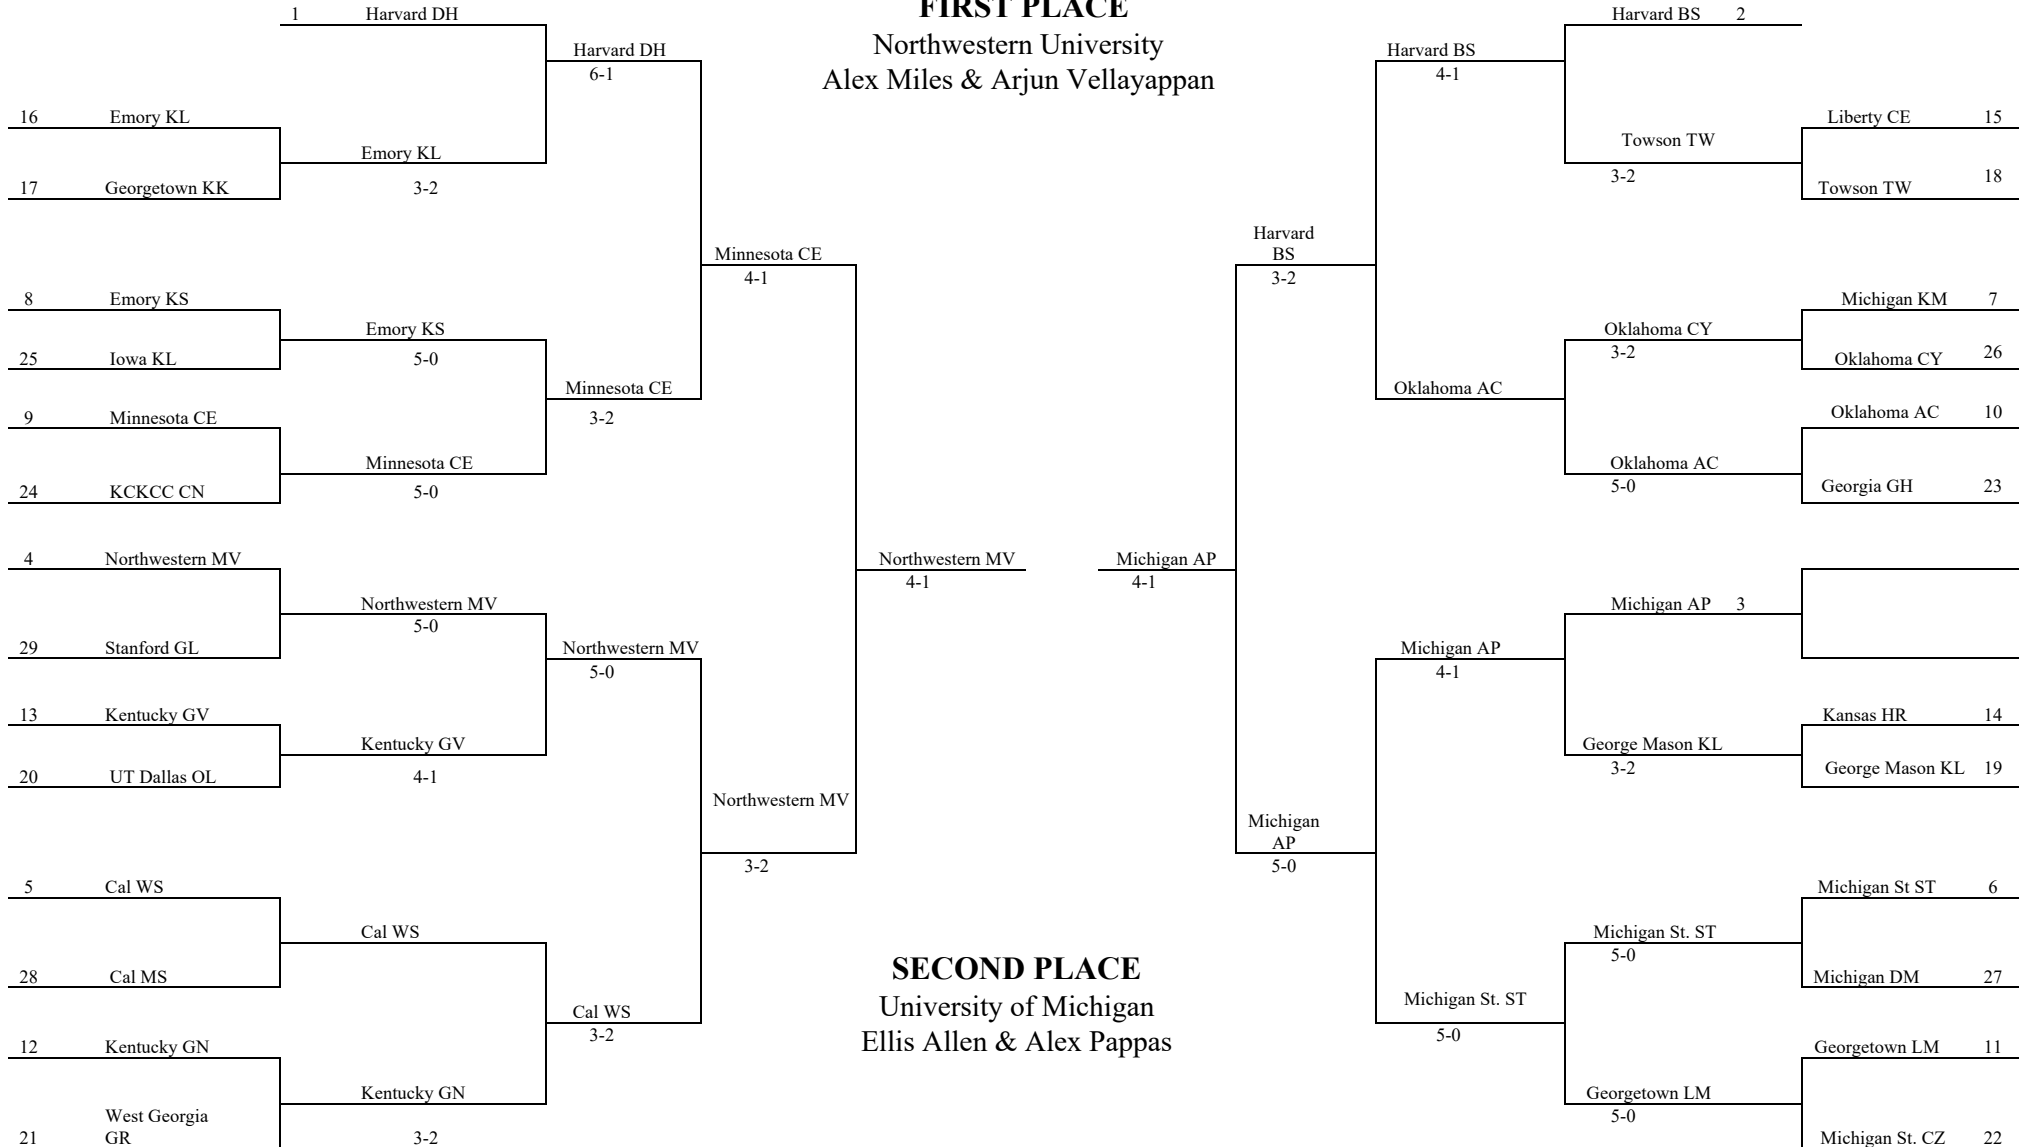 FIRST PLACE
Northwestern University
Alex Miles & Arjun Vellayappan
1 Harvard DH
Harvard DH
6-1
16 Emory KL
Emory KL
17 Georgetown KK
3-2
Minnesota CE
4-1
8 Emory KS
Emory KS
25 Iowa KL
5-0
Minnesota CE
3-2
9 Minnesota CE
Minnesota CE
24 KCKCC CN
5-0
4 Northwestern MV
Northwestern MV
5-0
29 Stanford GL
Northwestern MV
5-0
13 Kentucky GV
Kentucky GV
20 UT Dallas OL
4-1
Northwestern MV
3-2
5 Cal WS
Cal WS
28 Cal MS
Cal WS
3-2
12 Kentucky GN
Kentucky GN
West Georgia
21 GR
3-2
Northwestern MV
4-1
Michigan AP
4-1
Harvard BS 2
Harvard BS
4-1
Liberty CE 15
Towson TW
3-2
Towson TW 18
Harvard
BS
3-2
Michigan KM 7
Oklahoma CY
3-2
Oklahoma CY 26
Oklahoma AC
Oklahoma AC 10
Oklahoma AC
5-0
Georgia GH 23
Michigan AP 3
Michigan AP
4-1
Kansas HR 14
George Mason KL
3-2
George Mason KL 19
Michigan
AP
5-0
Michigan St ST 6
Michigan St. ST
5-0
Michigan DM 27
Michigan St. ST
5-0
Georgetown LM 11
Georgetown LM
5-0
Michigan St. CZ 22
SECOND PLACE
University of Michigan
Ellis Allen & Alex Pappas